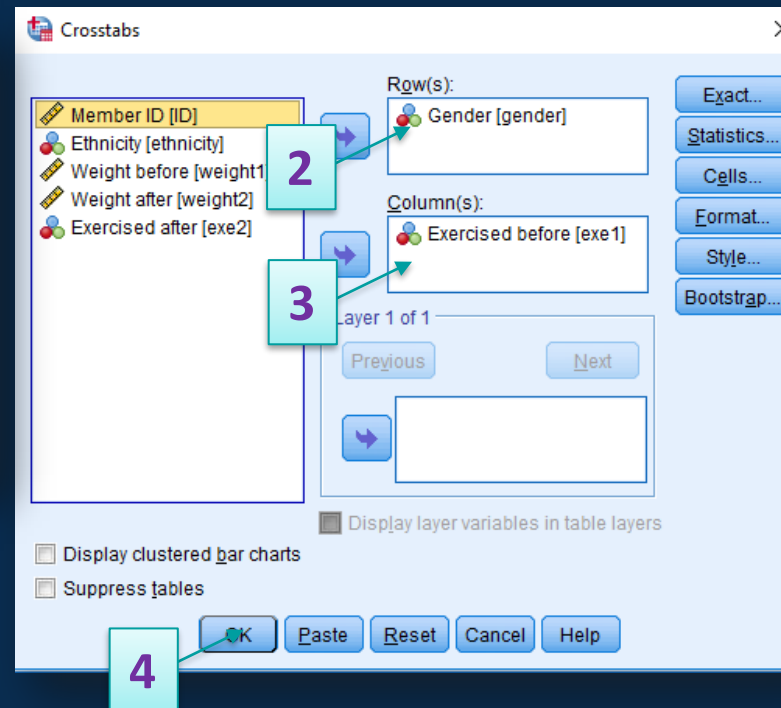 Crosstabs
Row(s):
Member ID [ID]
Ethnicity [ethnicity]
Weight before [weight1
Weight after [weight2]
Exercised after [exe2]
2
Gender [gender]
Column(s):
3
Exercised before [exe1]
Layer 1 of 1
Previous
Next
Display layer variables in table layers
Exact...
Statistics...
Cells...
Format...
Style...
Bootstrap...
Display clustered bar charts
Suppress tables
4
OK Paste Reset Cancel Help